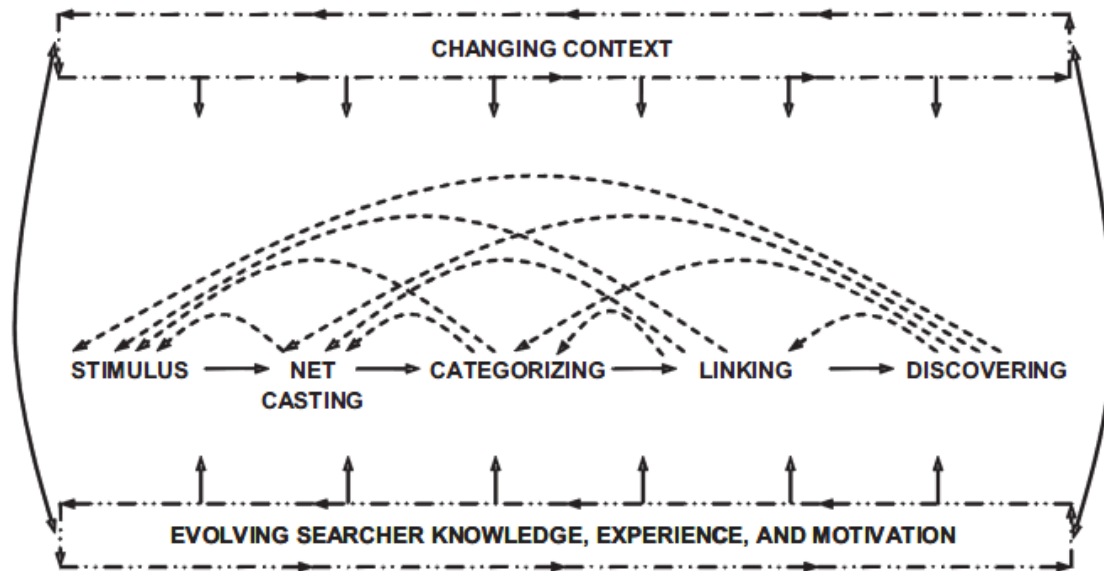 CHANGING CONTEXT
STIMULUS NET CATEGORIZING LINKING DISCOVERING
CASTING
EVOLVING SEARCHER KNOWLEDGE, EXPERIENCE, AND MOTIVATION